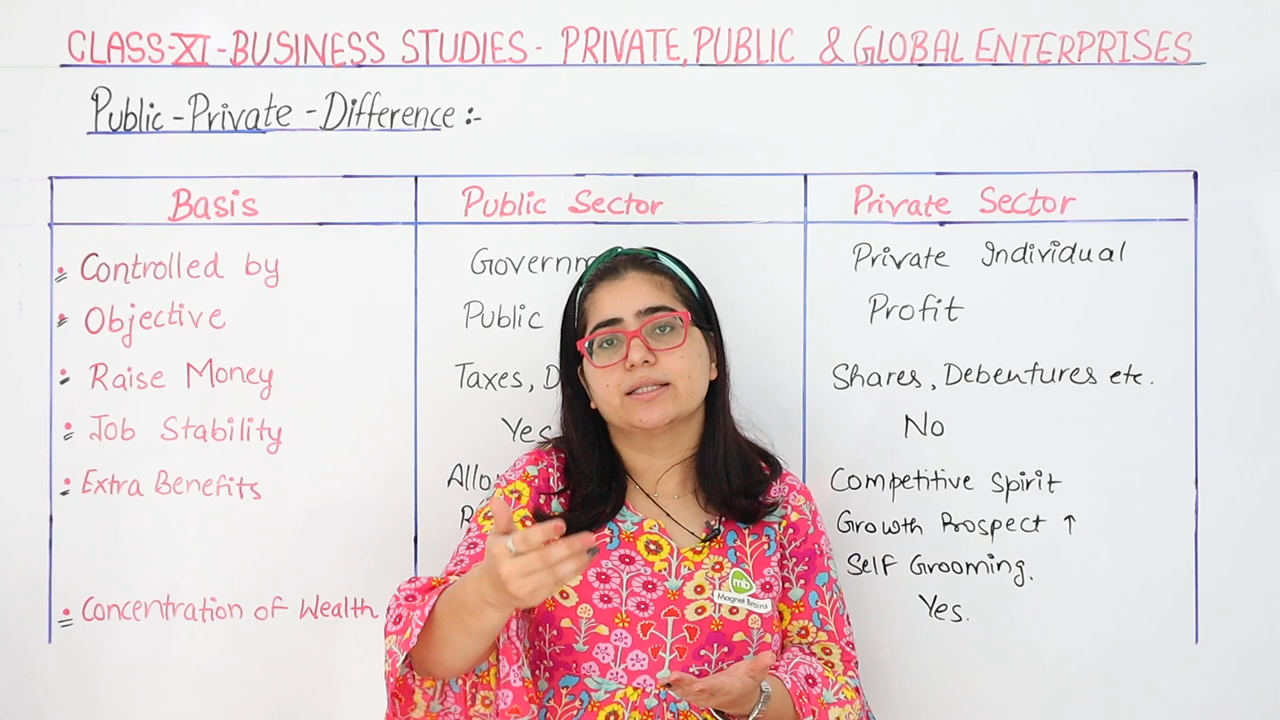 CLASS-XI-BUSINESS STUDIES- PRIVATE, PUBLIC & GLOBAL ENTERPRISES
Public-Private-Difference:-
Basis Public Sector Private Sector
Controlled by Private Individual
Objective Public Profit
Raise Money Taxes, Shares, Debentures etc.
Job Stability Yes No
Extra Benefits Competitive Spirit
Growth Prospect ↑
Self Grooming.
Concentration of Wealth Yes.
mb
Magnet Brains